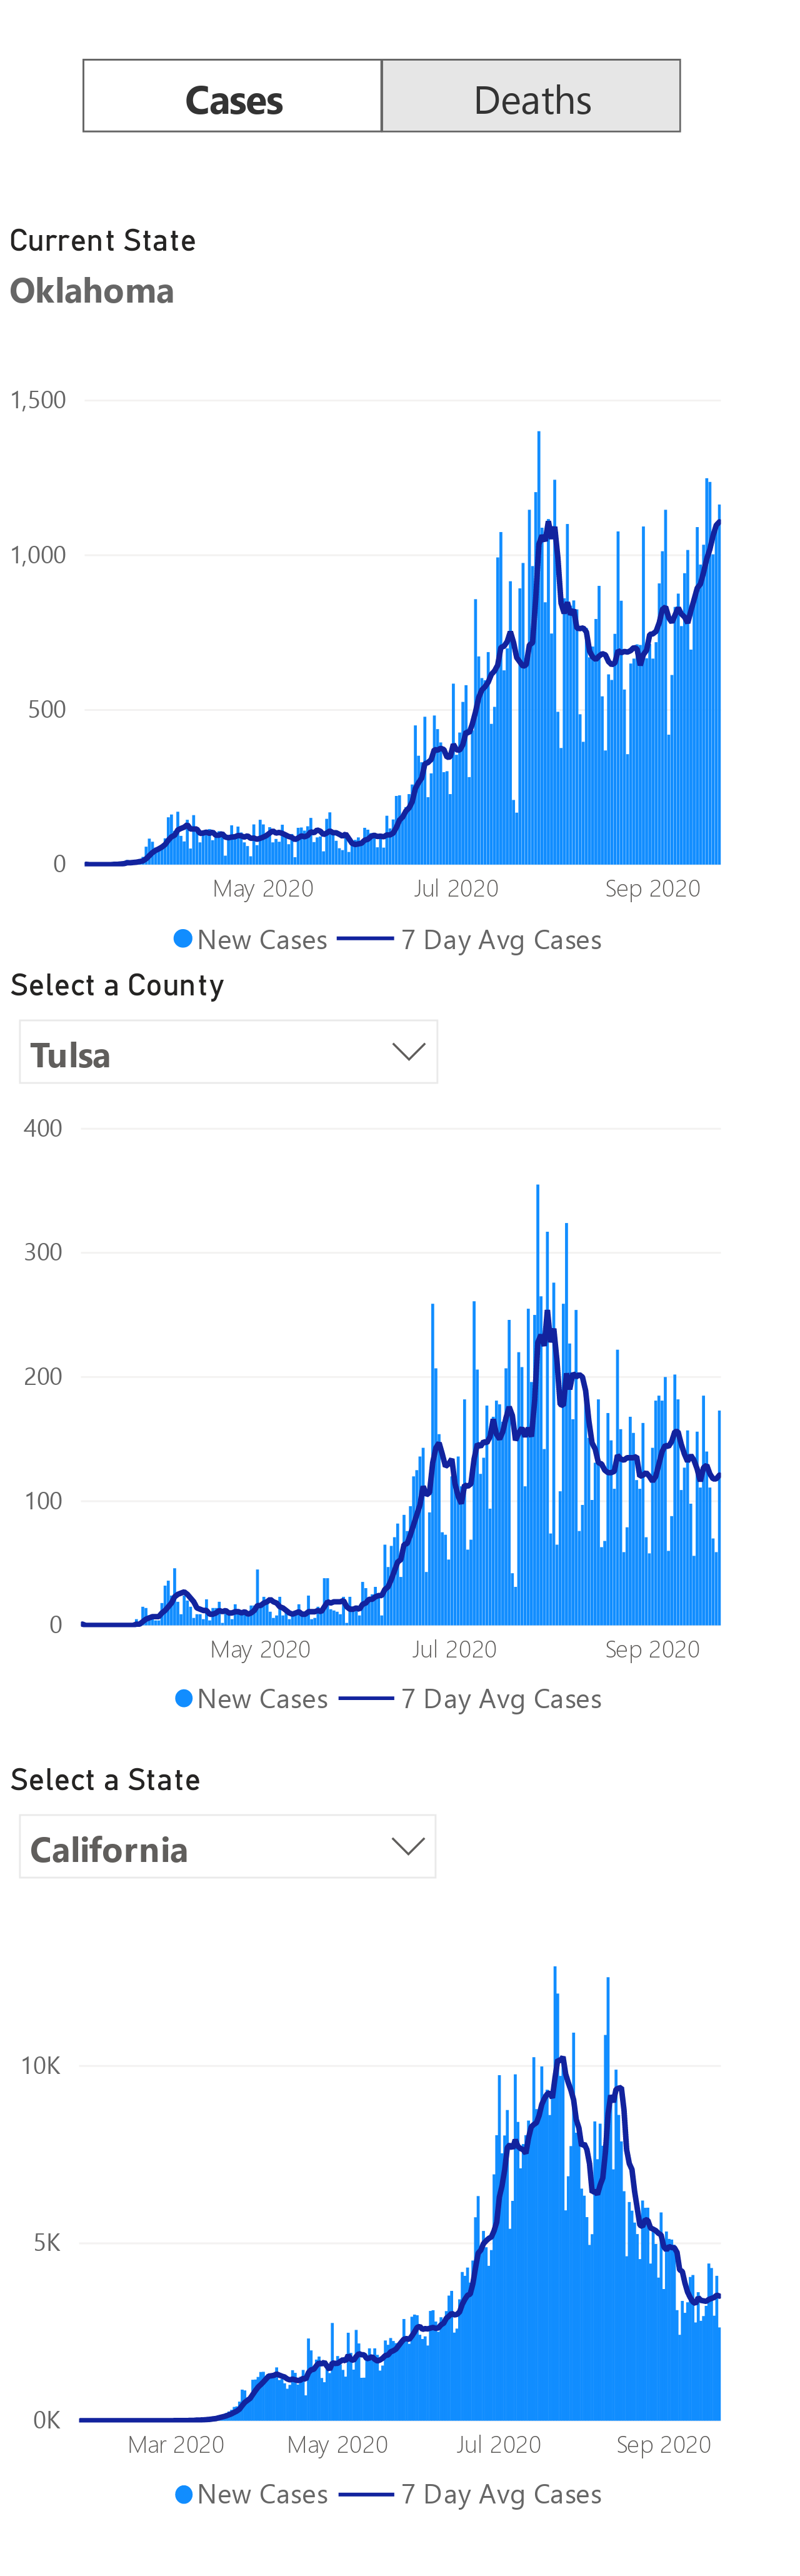 Cases Deaths
Current State
Oklahoma
1,500
1,000
500
0
May 2020 Jul 2020 Sep 2020
New Cases 7 Day Avg Cases
Select a County
Tulsa
400
300
200
100
0
May 2020 Jul 2020 Sep 2020
New Cases 7 Day Avg Cases
Select a State
California
10K
5K
0K
Mar 2020 May 2020 Jul 2020 Sep 2020
New Cases 7 Day Avg Cases